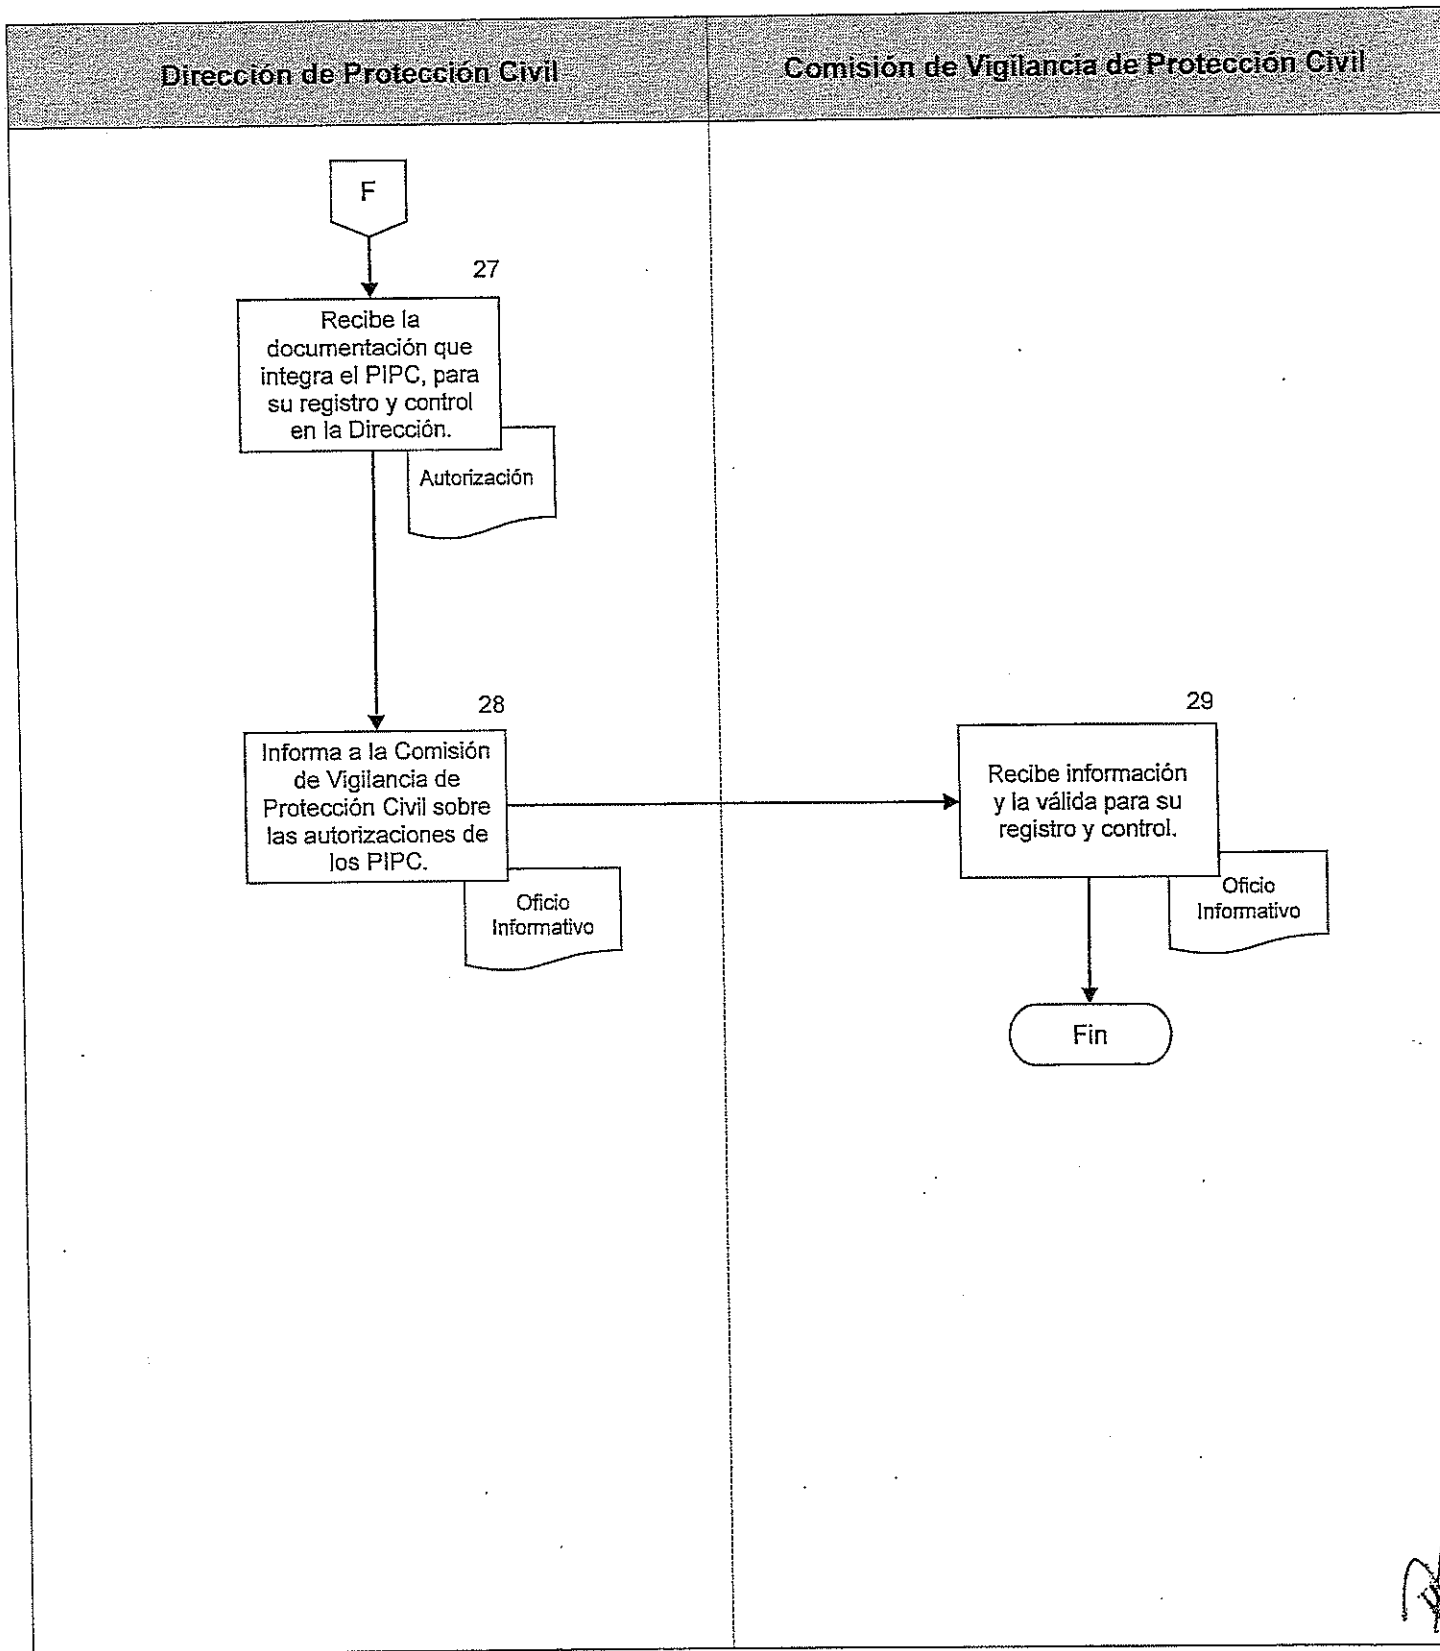 Dirección de Protección Civil
Comisión de Vigilancia de Protección Civil
F
27
Recibe la
documentación que
integra el PIPC, para
su registro y control
en la Dirección.
Autorización
28
Informa a la Comisión
de Vigilancia de
Protección Civil sobre
las autorizaciones de
los PIPC.
Oficio
Informativo
29
Recibe información
y la válida para su
registro y control.
Oficio
Informativo
Fin